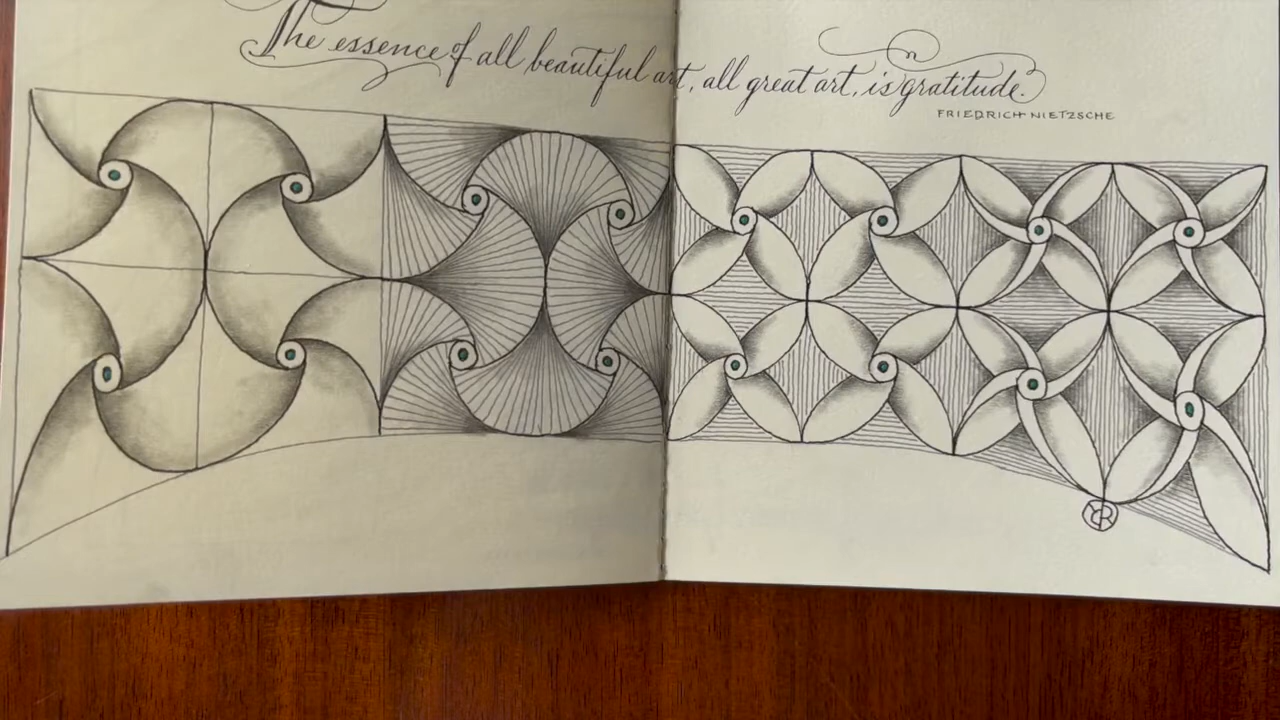 The essence of all beautiful art, all great art, is gratitude.
FRIEDRICH NIETZSCHE